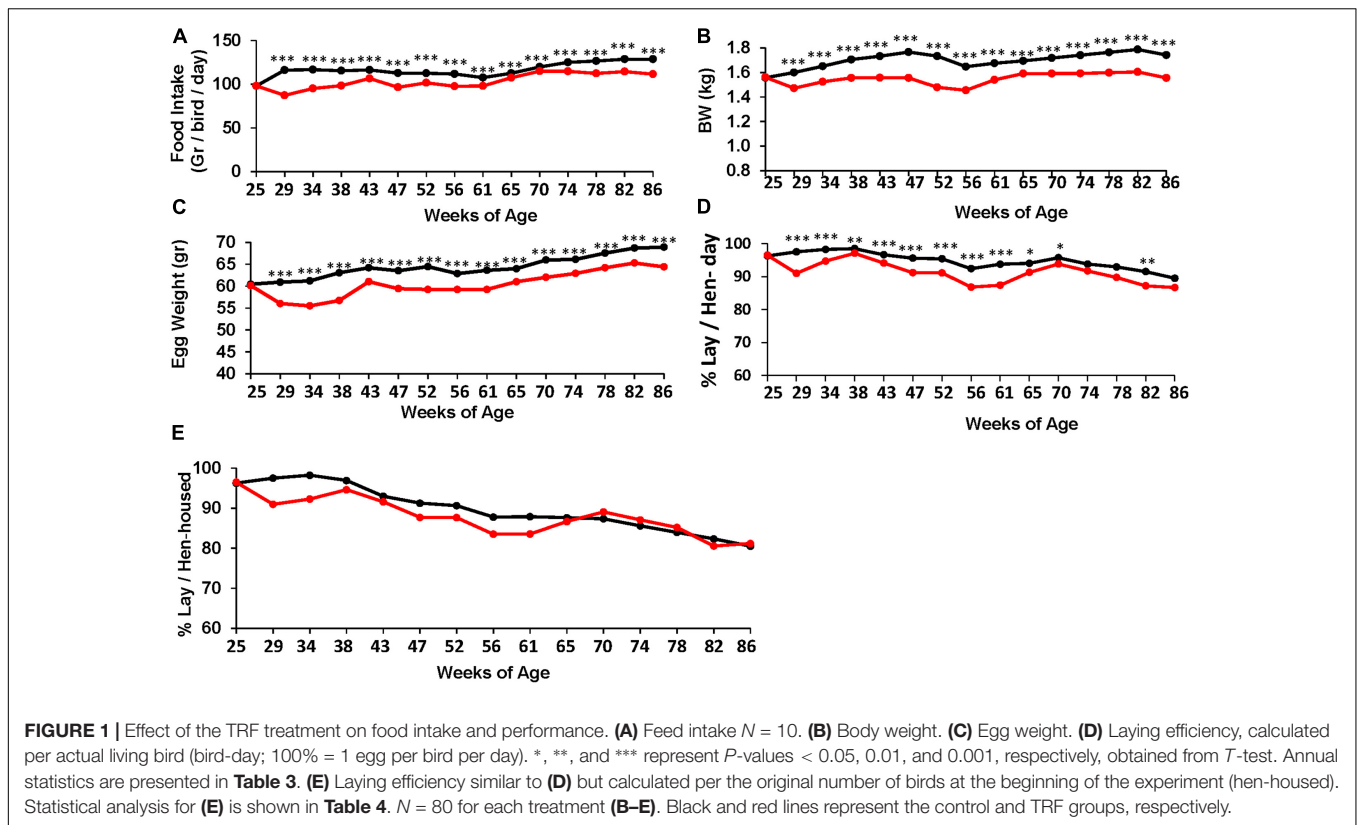 A
B
*** *** *** *** *** *** *** *** *** *** *** *** *** ***
*** *** *** *** *** *** *** *** *** *** *** *** *** ***
Food Intake
(Gr / bird / day)
150
100
50
0
25 29 34 38 43 47 52 56 61 65 70 74 78 82 86
Weeks of Age
BW (kg)
1.8
1.6
1.4
1.2
1.0
0.8
25 29 34 38 43 47 52 56 61 65 70 74 78 82 86
Weeks of Age
C
D
*** *** *** *** *** *** *** *** *** *** *** *** *** ***
*** *** ** *** *** *** *** *** * * **
Egg Weight (gr)
70
65
60
55
50
45
40
25 29 34 38 43 47 52 56 61 65 70 74 78 82 86
Weeks of Age
% Lay / Hen- day
100
90
80
70
60
25 29 34 38 43 47 52 56 61 65 70 74 78 82 86
Weeks of Age
E
% Lay / Hen-housed
100
90
80
70
60
25 29 34 38 43 47 52 56 61 65 70 74 78 82 86
Weeks of Age
FIGURE 1 | Effect of the TRF treatment on food intake and performance. (A) Feed intake N = 10. (B) Body weight. (C) Egg weight. (D) Laying efficiency, calculated
per actual living bird (bird-day; 100% = 1 egg per bird per day). *, **, and *** represent P-values < 0.05, 0.01, and 0.001, respectively, obtained from T-test. Annual
statistics are presented in Table 3. (E) Laying efficiency similar to (D) but calculated per the original number of birds at the beginning of the experiment (hen-housed).
Statistical analysis for (E) is shown in Table 4. N = 80 for each treatment (B–E). Black and red lines represent the control and TRF groups, respectively.